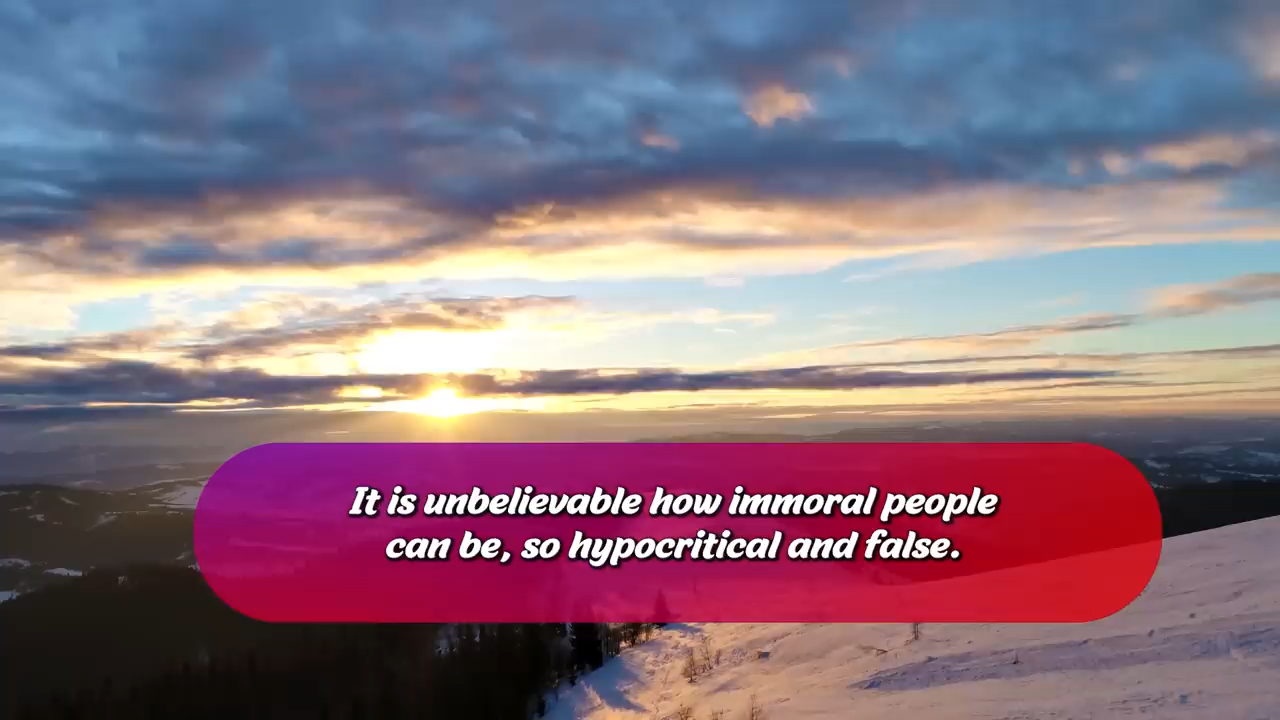 It is unbelievable how immoral people
can be, so hypocritical and false.